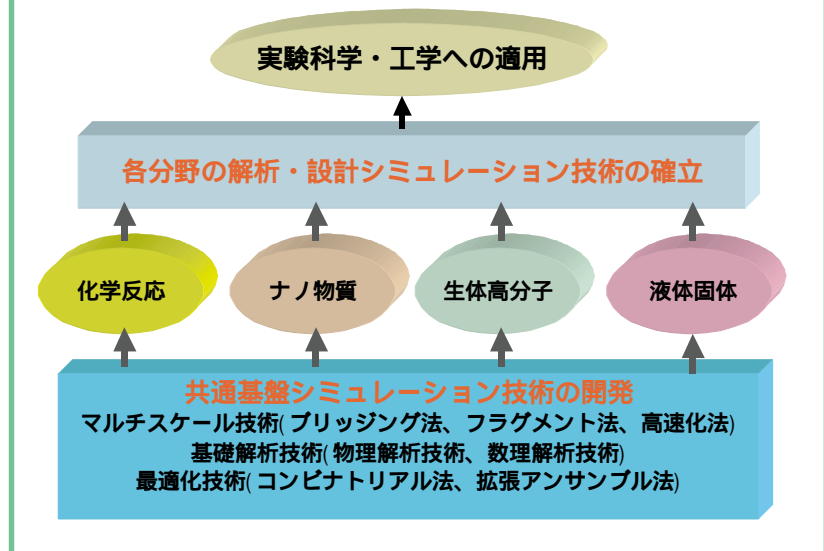 実験科学・工学への適用
各分野の解析・設計シミュレーション技術の確立
化学反応
ナノ物質
生体高分子
液体固体
共通基盤シミュレーション技術の開発
マルチスケール技術(ブリッジング法、フラグメント法、高速化法)
基礎解析技術(物理解析技術、数理解析技術)
最適化技術(コンビナトリアル法、拡張アンサンブル法)